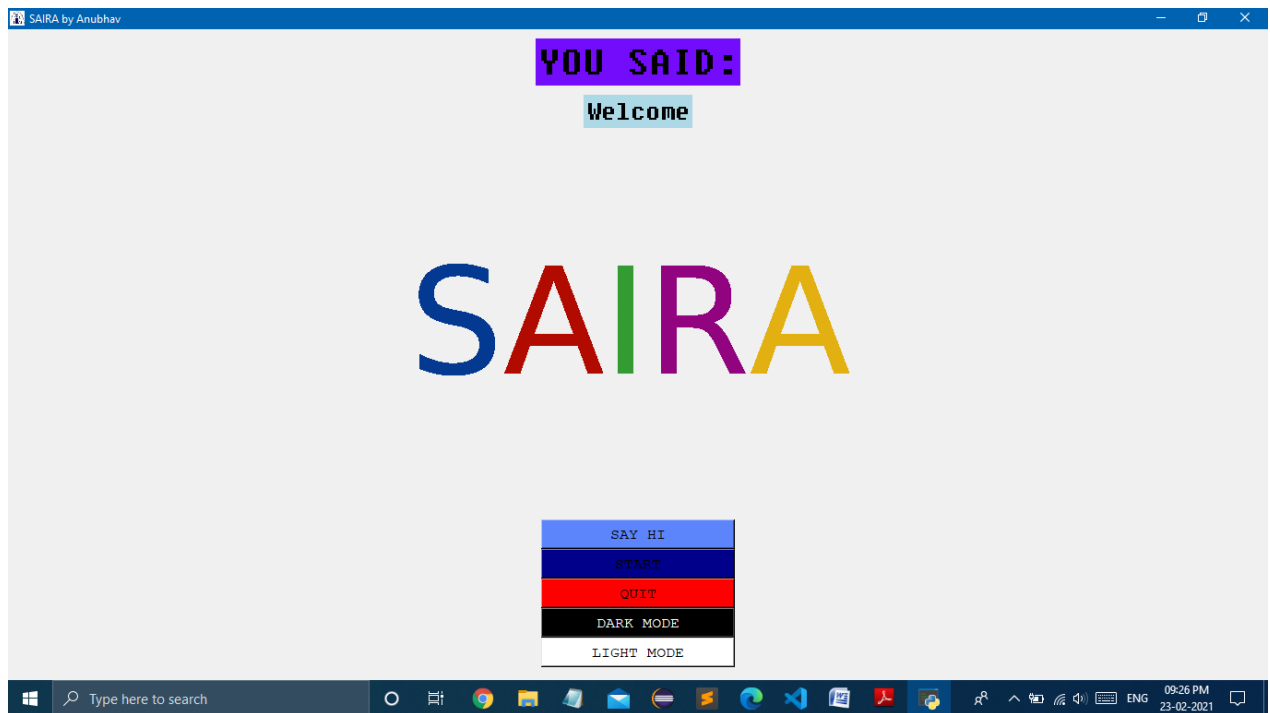 SAIRA by Anubhav
YOU SAID:
Welcome
SAIRA
SAY HI
START
QUIT
DARK MODE
LIGHT MODE
Type here to search
ENG
09:26 PM
23-02-2021